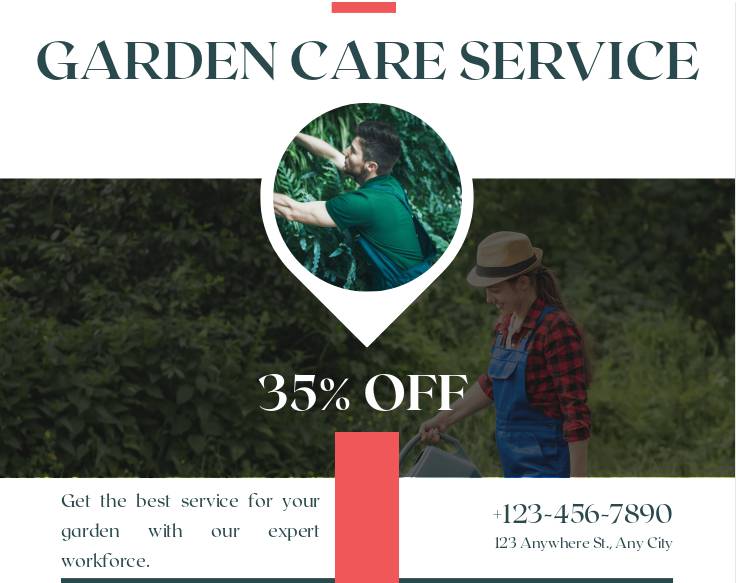 GARDEN CARE SERVICE
35% OFF
Get the best service for your
garden with our expert
workforce.
+123-456-7890
123 Anywhere St., Any City